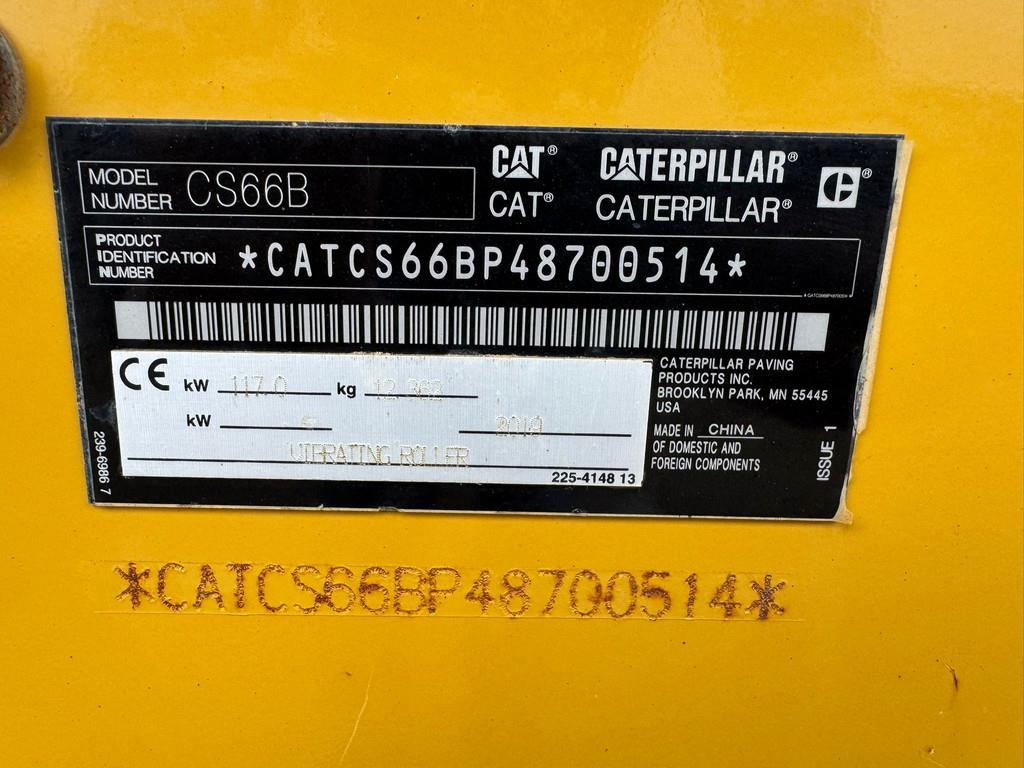 CAT® CATERPILLAR®
CAT® CATERPILLAR®
C®
MODEL NUMBER CS66B
PRODUCT IDENTIFICATION NUMBER *CATCS66BP48700514*
*CATCS66BP48700514*
CE kW 117.0 kg
kW
VIBRATING ROLLER
225-4148 13
239-6986 7
CATERPILLAR PAVING
PRODUCTS INC.
BROOKLYN PARK, MN 55445
USA
MADE IN CHINA
OF DOMESTIC AND
FOREIGN COMPONENTS
ISSUE 1
*CATCS66BP48700514*